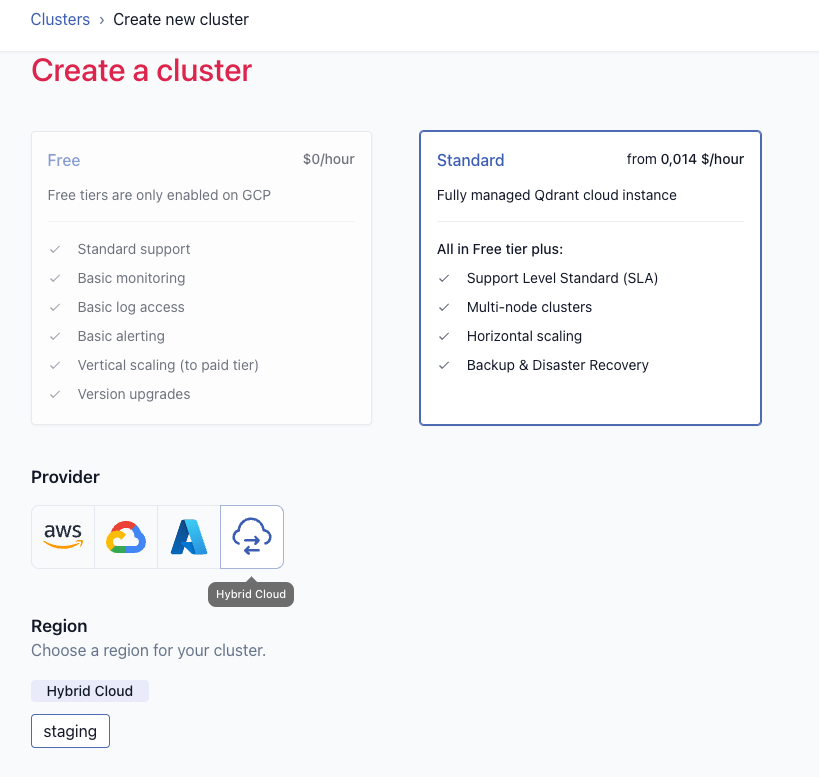 Clusters › Create new cluster
Create a cluster
Free $0/hour
Free tiers are only enabled on GCP
Standard support
Basic monitoring
Basic log access
Basic alerting
Vertical scaling (to paid tier)
Version upgrades
Standard from 0,014 $/hour
Fully managed Qdrant cloud instance
All in Free tier plus:
Support Level Standard (SLA)
Multi-node clusters
Horizontal scaling
Backup & Disaster Recovery
Provider
aws
Hybrid Cloud
Region
Choose a region for your cluster.
Hybrid Cloud
staging